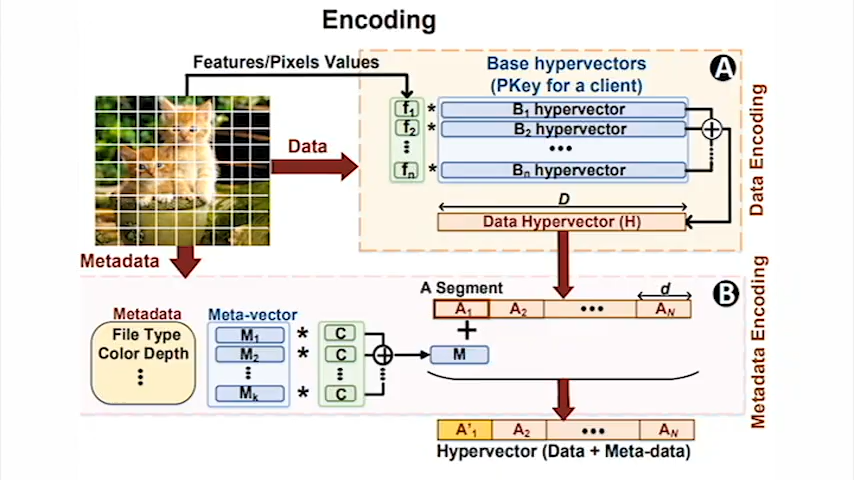 Encoding
Features/Pixels Values
Base hypervectors
(PKey for a client)
A
f1 * B1 hypervector
f2 * B2 hypervector
+
fn * Bn hypervector
Data
D
Data Hypervector (H)
Data Encoding
Metadata
A Segment
d
B
Metadata
Meta-vector
A1 A2 AN
File Type
Color Depth
M1 * C
M2 * C
+
+
M
Mk * C
Metadata Encoding
A'1 A2 AN
Hypervector (Data + Meta-data)